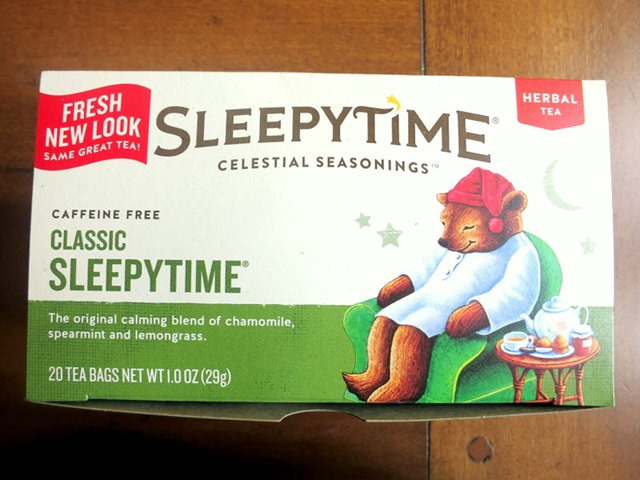 FRESH
NEW LOOK
SAME GREAT TEA!
SLEEPYTIME®
CELESTIAL SEASONINGS™
HERBAL
TEA
CAFFEINE FREE
CLASSIC
SLEEPYTIME®
The original calming blend of chamomile,
spearmint and lemongrass.
20 TEA BAGS NET WT 1.0 OZ (29g)